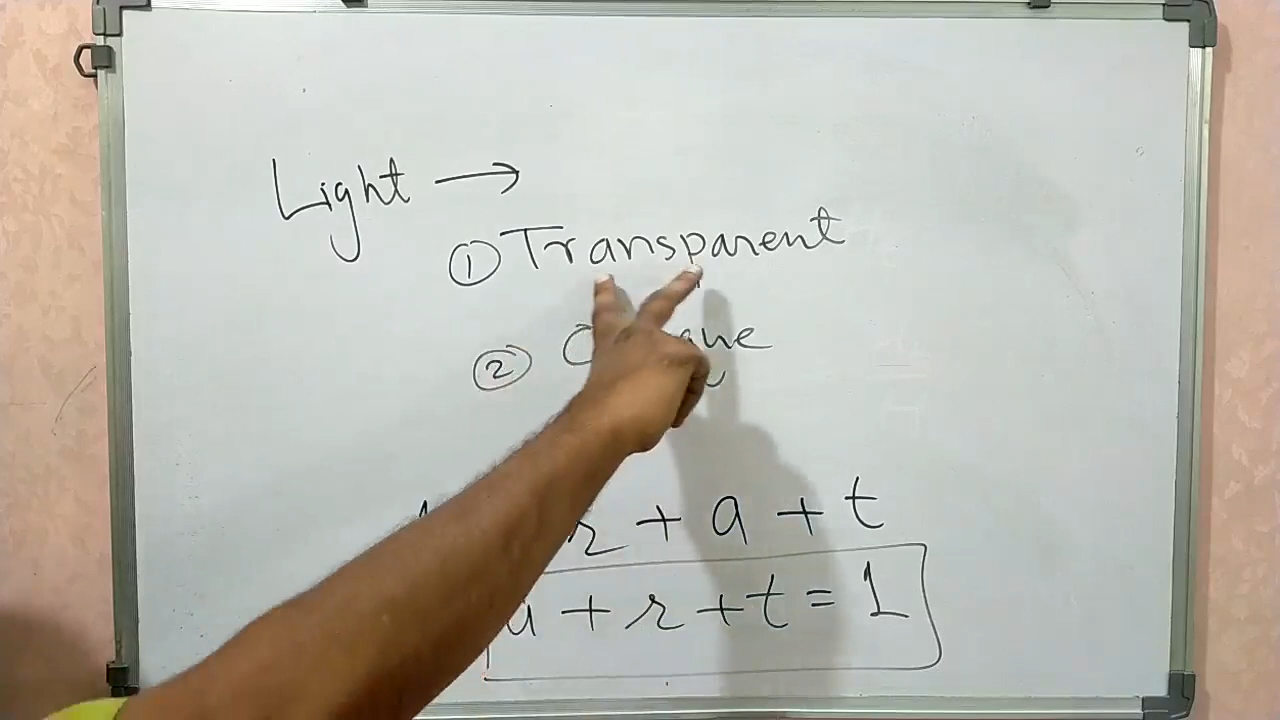 Light →
① Transparent
②
r + a + t
a + r + t = 1